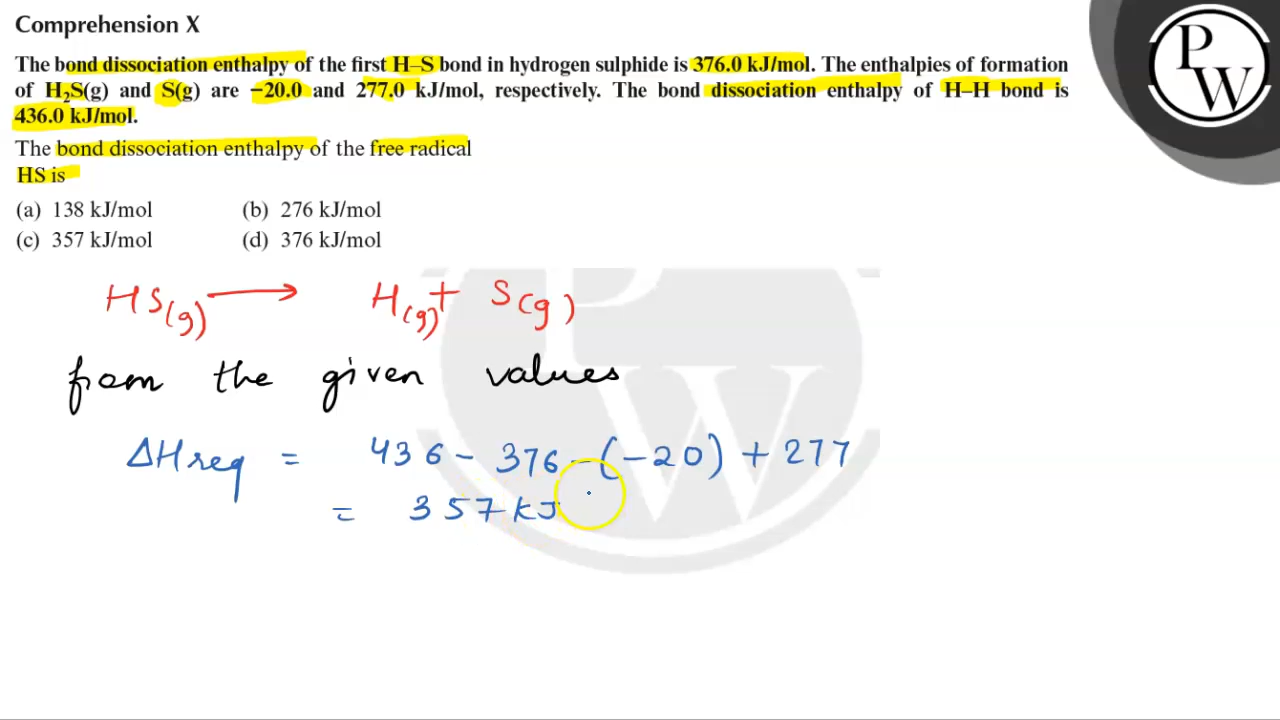 Comprehension X
The bond dissociation enthalpy of the first H–S bond in hydrogen sulphide is 376.0 kJ/mol. The enthalpies of formation
of H₂S(g) and S(g) are −20.0 and 277.0 kJ/mol, respectively. The bond dissociation enthalpy of H–H bond is
436.0 kJ/mol.
The bond dissociation enthalpy of the free radical
HS is
(a) 138 kJ/mol (b) 276 kJ/mol
(c) 357 kJ/mol (d) 376 kJ/mol
HS(g) → H(g) + S(g)
from the given values
ΔHreq = 436 - 376 - (-20) + 277
= 357 kJ
P
W
P
W